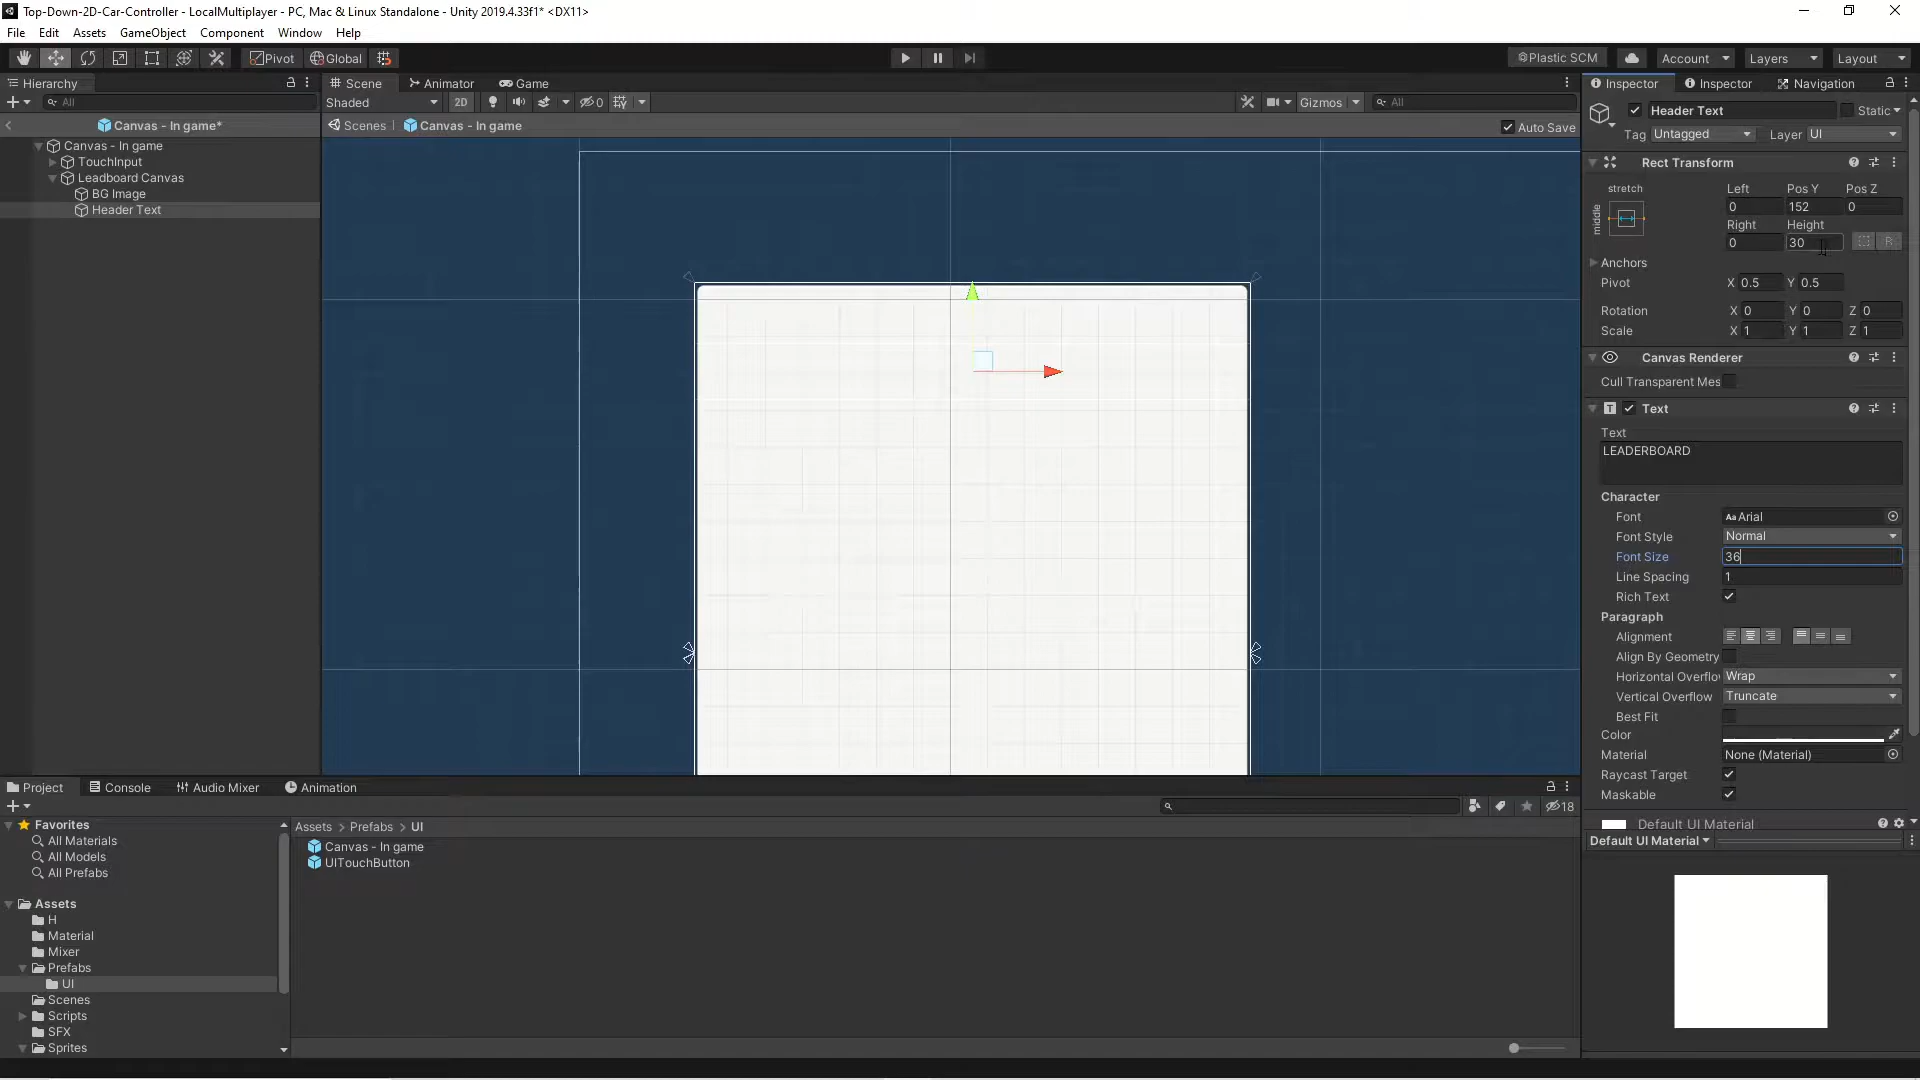 Top-Down-2D-Car-Controller - LocalMultiplayer - PC, Mac & Linux Standalone - Unity 2019.4.33f1* <DX11>
File Edit Assets GameObject Component Window Help
Pivot Global Plastic SCM Account Layers Layout
Hierarchy
All
Canvas - In game*
Canvas - In game
TouchInput
Leadboard Canvas
BG Image
Header Text
Scene Animator Game
Shaded 2D 0 Gizmos All
Scenes Canvas - In game Auto Save
Inspector Inspector Navigation
Header Text Static
Tag Untagged Layer UI
Rect Transform
stretch Left Pos Y Pos Z
middle 0 152 0
Right Height
0 30 R
Anchors
Pivot X 0.5 Y 0.5
Rotation X 0 Y 0 Z 0
Scale X 1 Y 1 Z 1
Canvas Renderer
Cull Transparent Mes
Text
Text
LEADERBOARD
Character
Font Aa Arial
Font Style Normal
Font Size 36
Line Spacing 1
Rich Text
Paragraph
Alignment
Align By Geometry
Horizontal Overflo Wrap
Vertical Overflow Truncate
Best Fit
Color
Material None (Material)
Raycast Target
Maskable
Default UI Material
Default UI Material
Project Console Audio Mixer Animation
18
Favorites
All Materials
All Models
All Prefabs
Assets
H
Material
Mixer
Prefabs
UI
Scenes
Scripts
SFX
Sprites
Assets > Prefabs > UI
Canvas - In game
UITouchButton